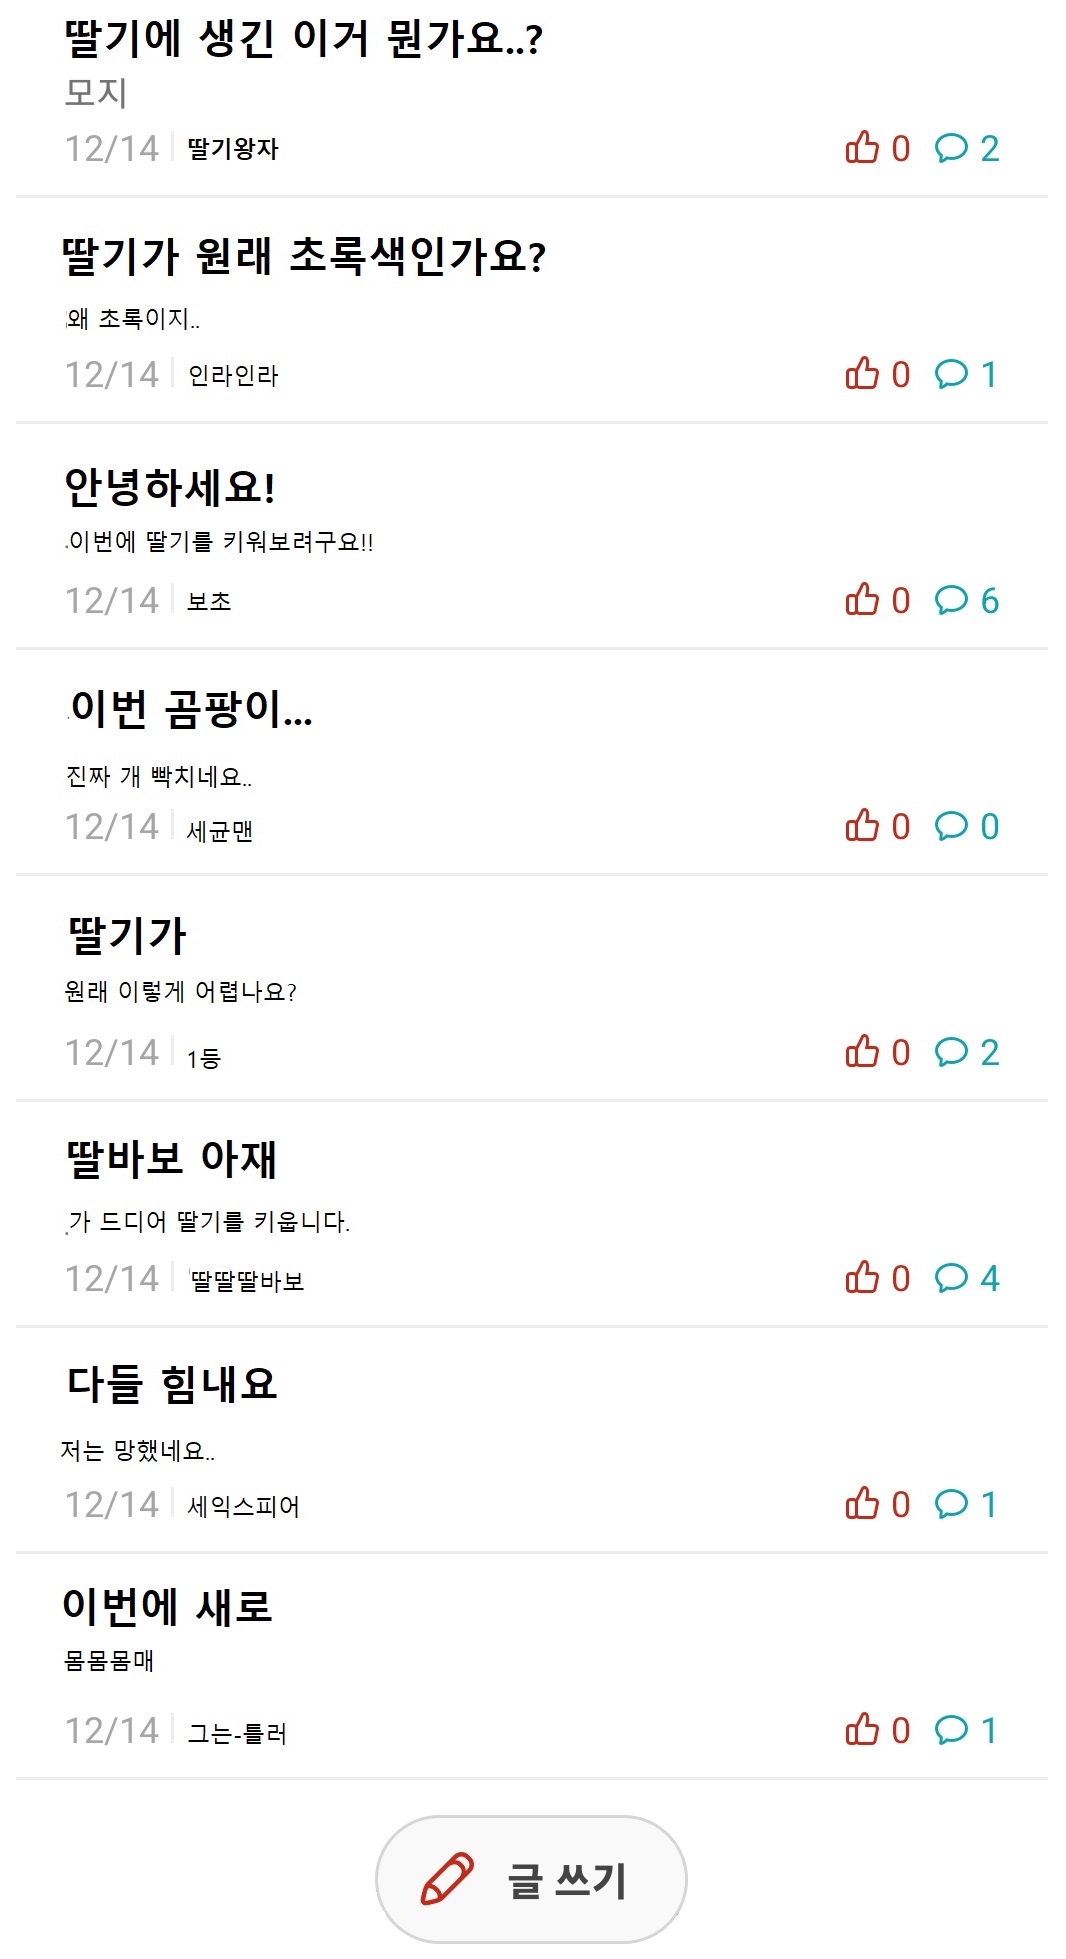 딸기에 생긴 이거 뭔가요..?
모지
12/14 딸기왕자 0 2
딸기가 원래 초록색인가요?
왜 초록이지..
12/14 인라인라 0 1
안녕하세요!
이번에 딸기를 키워보려구요!!
12/14 보초 0 6
이번 곰팡이...
진짜 개 빡치네요..
12/14 세균맨 0 0
딸기가
원래 이렇게 어렵나요?
12/14 1등 0 2
딸바보 아재
가 드디어 딸기를 키웁니다.
12/14 딸딸딸바보 0 4
다들 힘내요
저는 망했네요..
12/14 세익스피어 0 1
이번에 새로
몸몸몸매
12/14 그는-틀러 0 1
글 쓰기